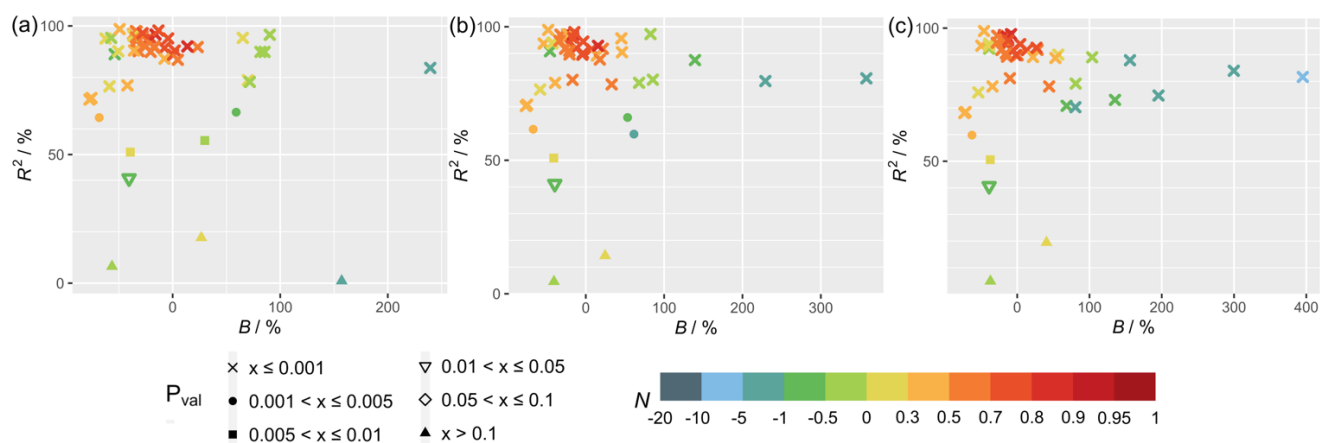 (a) (b) (c)
100 100 100
R² / % R² / % R² / %
50 50 50
0 0 0
0 100 200 0 100 200 300 0 100 200 300 400
B / % B / % B / %
x ≤ 0.001 0.01 < x ≤ 0.05
P_val 0.001 < x ≤ 0.005 0.05 < x ≤ 0.1
0.005 < x ≤ 0.01 x > 0.1
N
-20 -10 -5 -1 -0.5 0 0.3 0.5 0.7 0.8 0.9 0.95 1